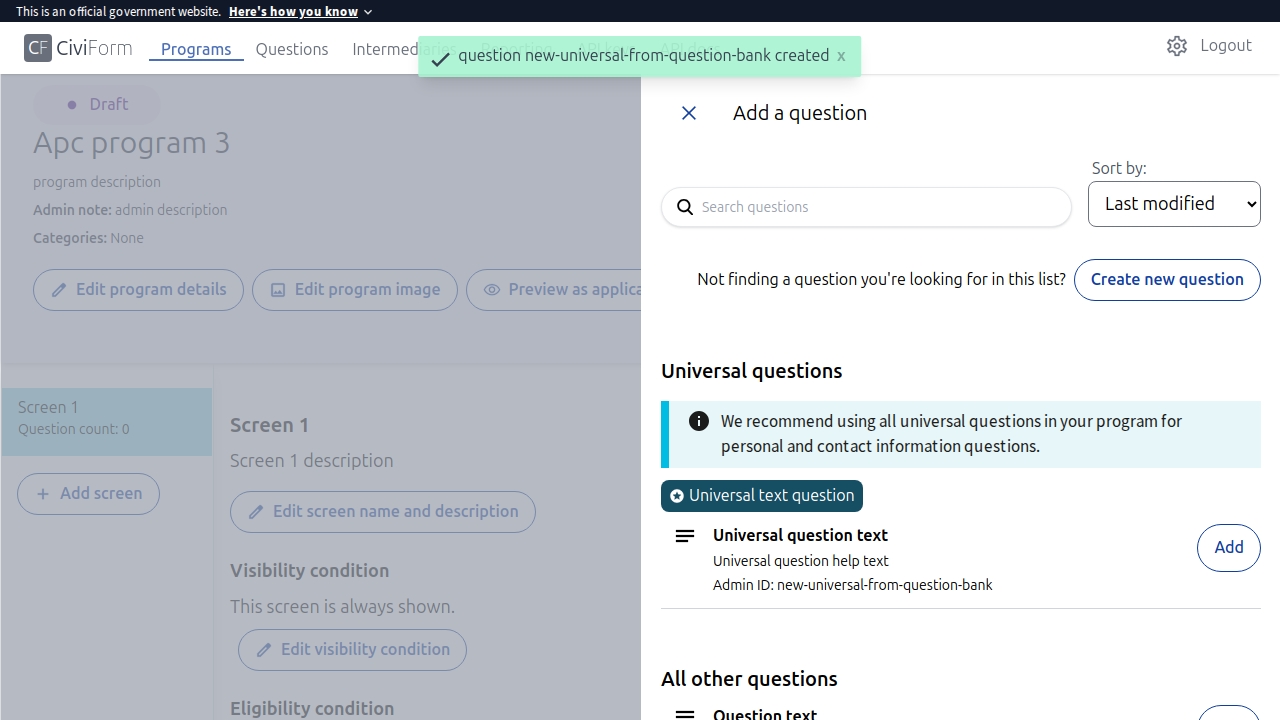 This is an official government website. Here's how you know
CF CiviForm Programs Questions Intermediaries Reporting API keys API docs Logout
question new-universal-from-question-bank created x
Draft
Apc program 3
program description
Admin note: admin description
Categories: None
Edit program details Edit program image Preview as applica
Screen 1
Question count: 0
Add screen
Screen 1
Screen 1 description
Edit screen name and description
Visibility condition
This screen is always shown.
Edit visibility condition
Eligibility condition
Add a question
Sort by:
Search questions
Last modified
Not finding a question you're looking for in this list? Create new question
Universal questions
We recommend using all universal questions in your program for
personal and contact information questions.
Universal text question
Universal question text
Universal question help text
Admin ID: new-universal-from-question-bank
Add
All other questions
Question text